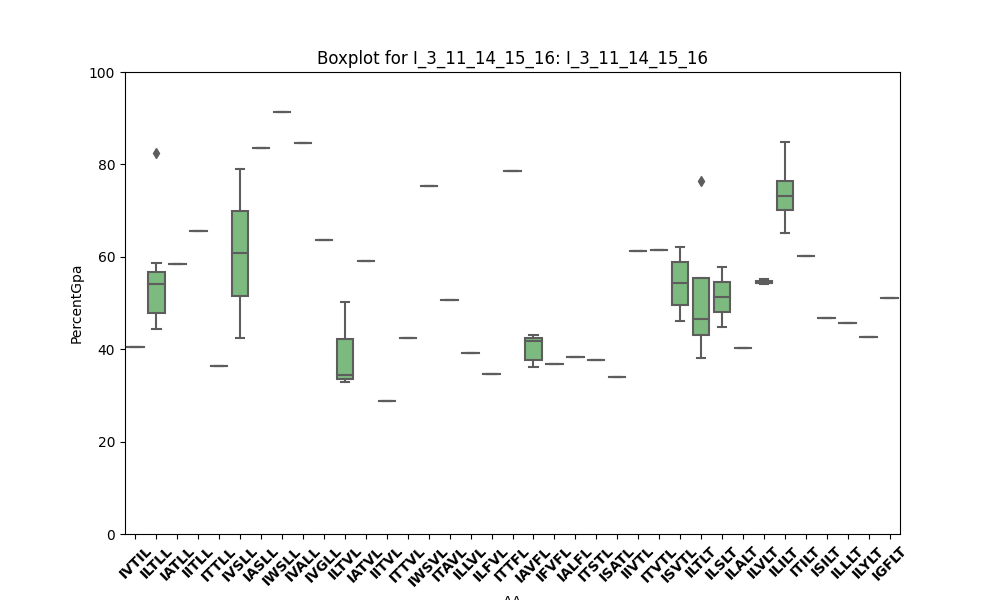 Boxplot for I_3_11_14_15_16: I_3_11_14_15_16
100
80
60
40
20
0
PercentGpa
IVTIL
ILTLL
IATLL
IITLL
ITTLL
IVSLL
IASLL
IWSLL
IVALL
IVGLL
ILTVL
IATVL
IITVL
ITTVL
IWSVL
ITAVL
ILLVL
ILFVL
ITTFL
IAVFL
IFVFL
IALFL
ITSTL
ISATL
IIVTL
ITVTL
ISVTL
ILTLT
ILSLT
ILALT
ILVLT
ILILT
ITILT
ISILT
ILLLT
ILYLT
IGFLT